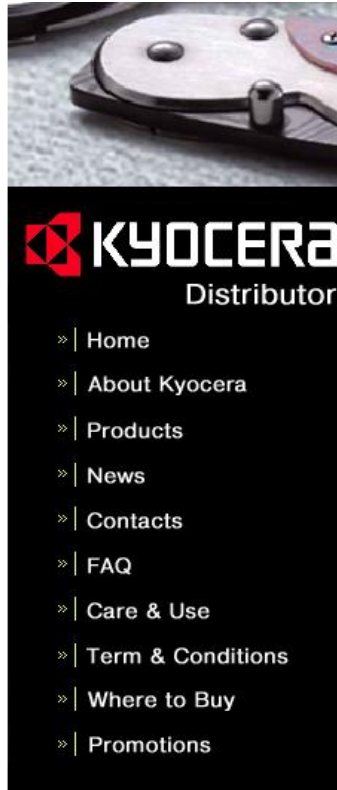 KYOCERA
Distributor
» Home
» About Kyocera
» Products
» News
» Contacts
» FAQ
» Care & Use
» Term & Conditions
» Where to Buy
» Promotions